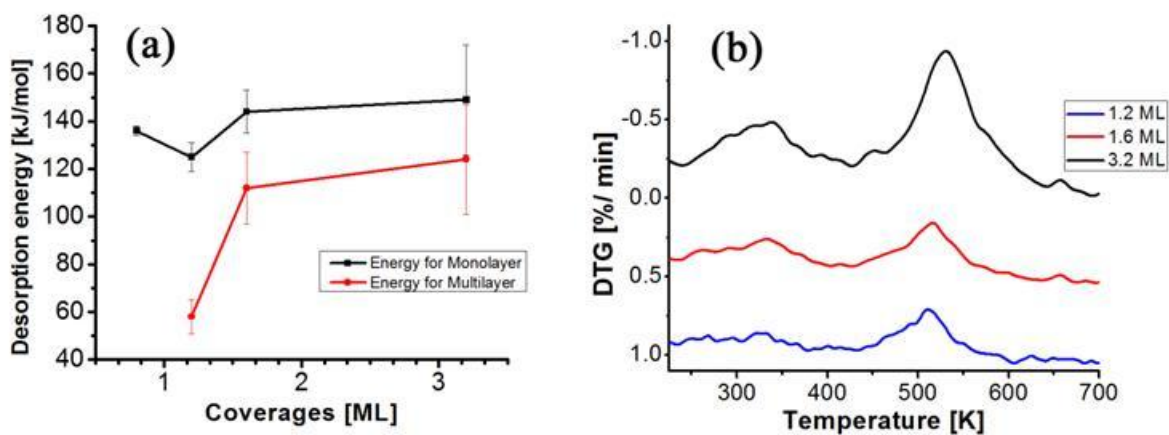 (a)
Desorption energy [kJ/mol]
180
160
140
120
100
80
60
40
1
2
3
Coverages [ML]
Energy for Monolayer
Energy for Multilayer
(b)
DTG [%/ min]
-1.0
-0.5
0.0
0.5
1.0
300
400
500
600
700
Temperature [K]
1.2 ML
1.6 ML
3.2 ML